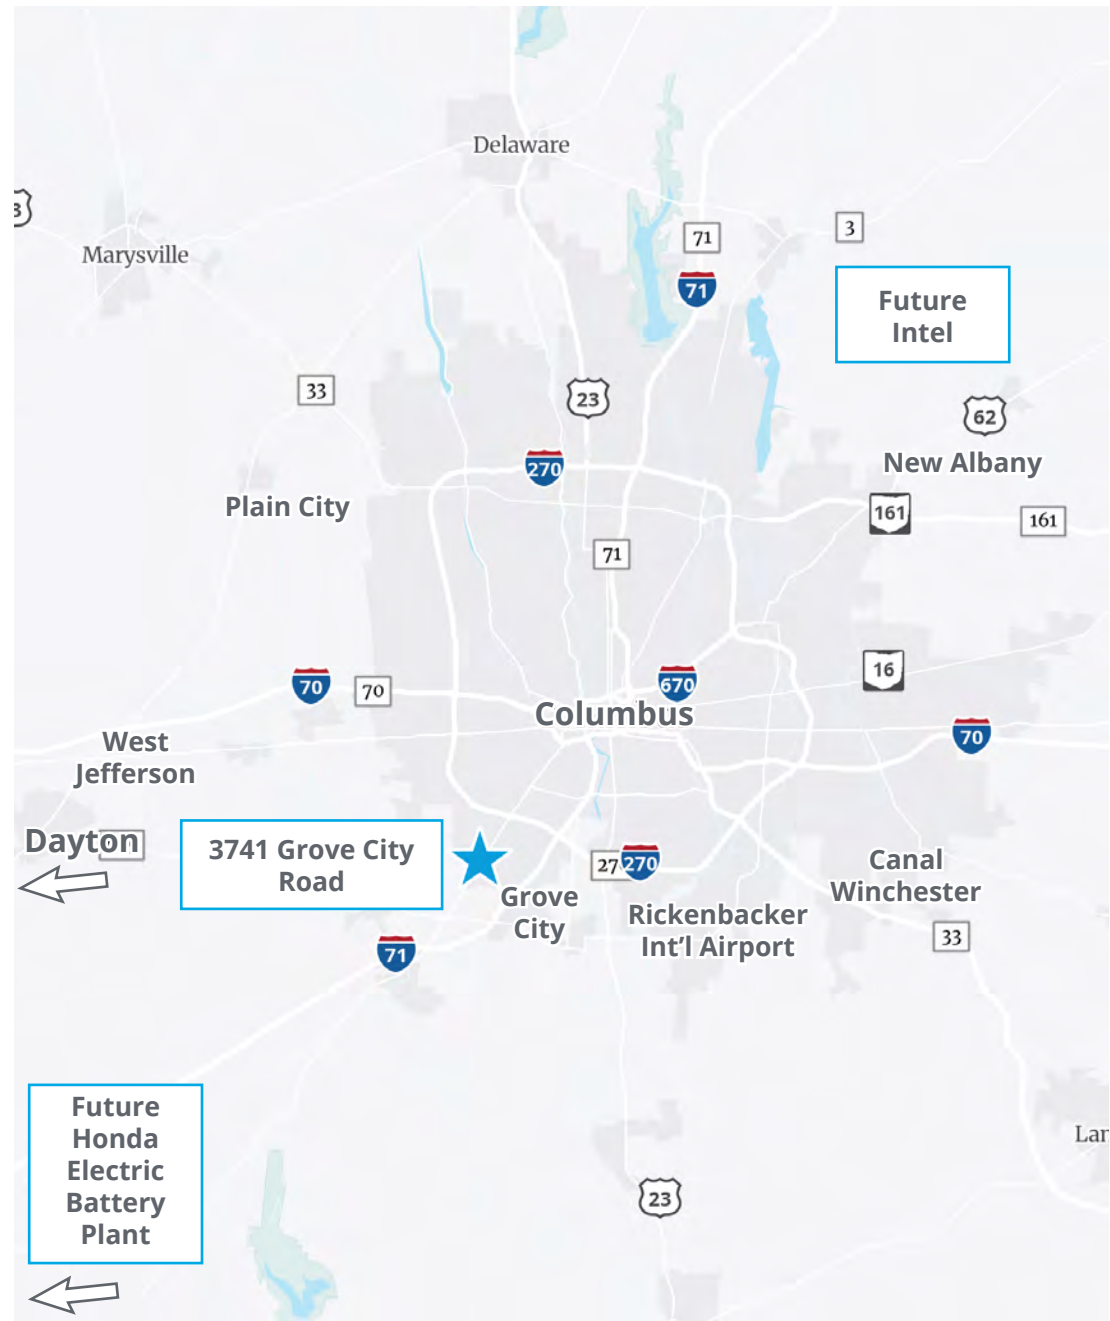 Delaware
3
Marysville
71
3
71
Future
Intel
33
23
62
270
New Albany
Plain City
161
161
71
16
70
70
670
Columbus
70
West
Jefferson
Dayton
3741 Grove City
Road
27
270
Canal
Winchester
Grove
City
Rickenbacker
Int'l Airport
33
71
Future
Honda
Electric
Battery
Plant
Lan
23